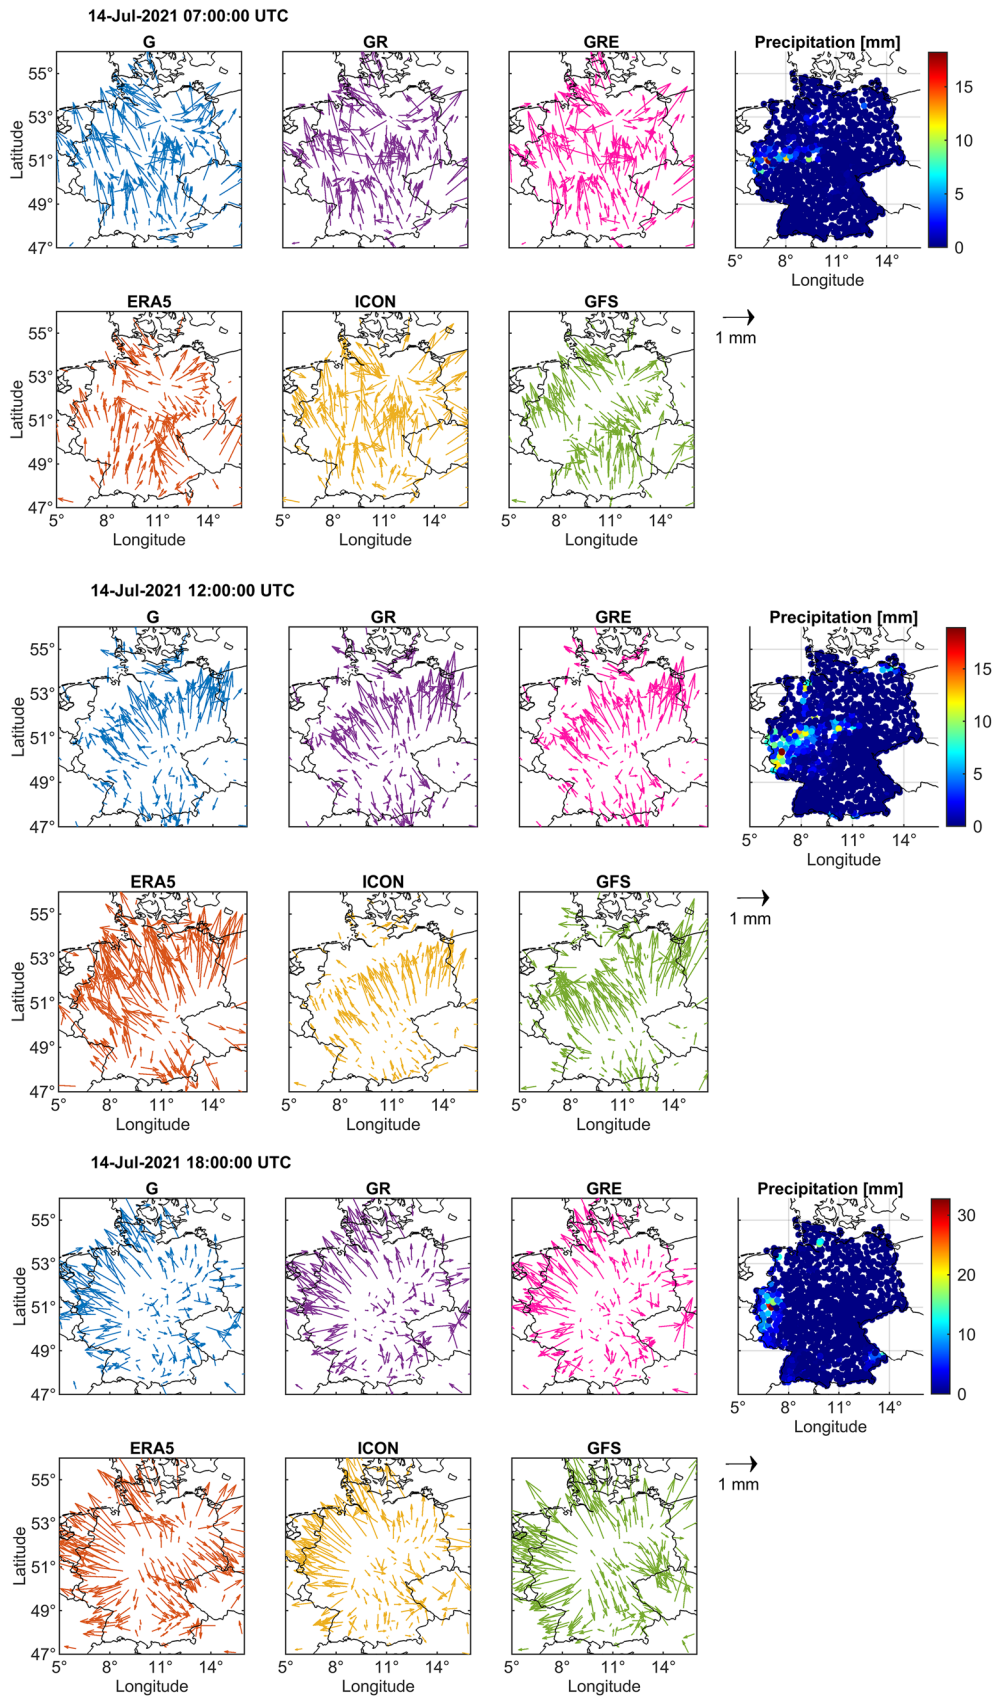 14-Jul-2021 07:00:00 UTC
G GR GRE Precipitation [mm]
55°
53°
51°
49°
47°
Latitude
15
10
5
0
5° 8° 11° 14°
Longitude
ERA5 ICON GFS
1 mm
55°
53°
51°
49°
47°
Latitude
5° 8° 11° 14° 5° 8° 11° 14° 5° 8° 11° 14°
Longitude Longitude Longitude
14-Jul-2021 12:00:00 UTC
G GR GRE Precipitation [mm]
55°
53°
51°
49°
47°
Latitude
15
10
5
0
5° 8° 11° 14°
Longitude
ERA5 ICON GFS
1 mm
55°
53°
51°
49°
47°
Latitude
5° 8° 11° 14° 5° 8° 11° 14° 5° 8° 11° 14°
Longitude Longitude Longitude
14-Jul-2021 18:00:00 UTC
G GR GRE Precipitation [mm]
55°
53°
51°
49°
47°
Latitude
30
20
10
0
5° 8° 11° 14°
Longitude
ERA5 ICON GFS
1 mm
55°
53°
51°
49°
47°
Latitude
5° 8° 11° 14° 5° 8° 11° 14° 5° 8° 11° 14°
Longitude Longitude Longitude